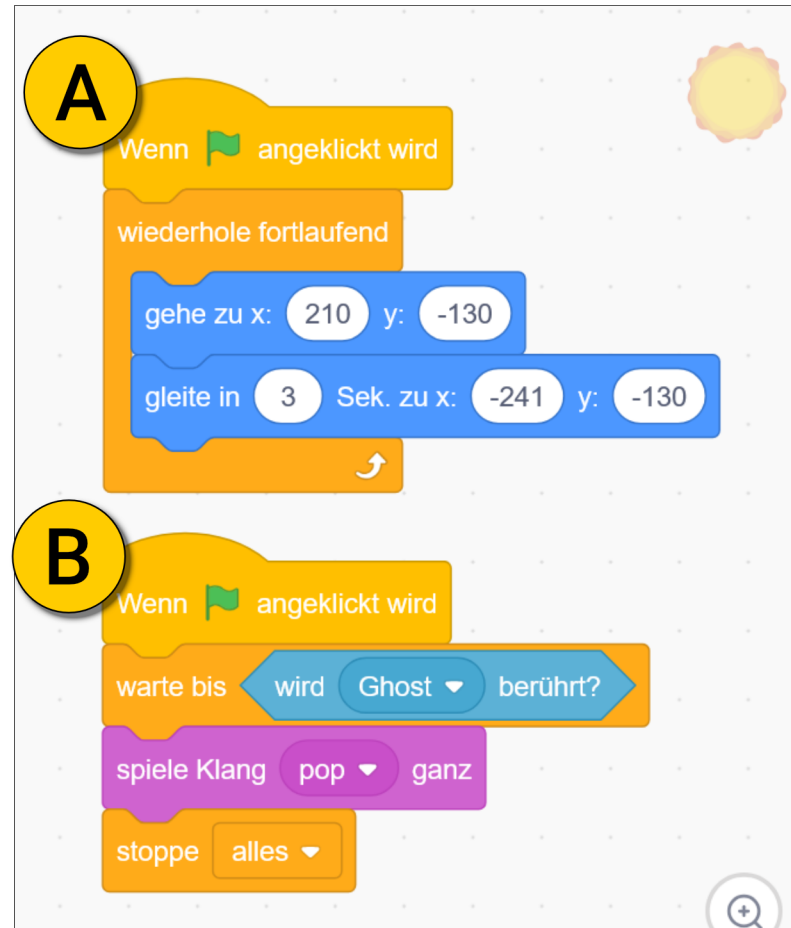 A
Wenn angeklickt wird
wiederhole fortlaufend
gehe zu x: 210 y: -130
gleite in 3 Sek. zu x: -241 y: -130
B
Wenn angeklickt wird
warte bis wird Ghost berührt?
spiele Klang pop ganz
stoppe alles